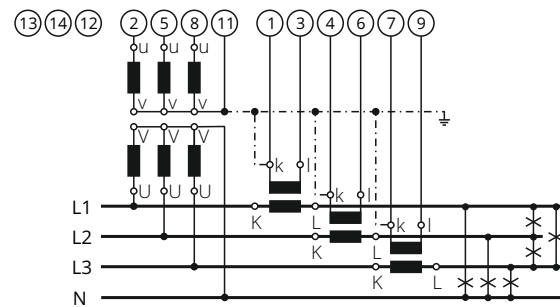 13 14 12 2 5 8 11 1 3 4 6 7 9
u u u
v v v
V V V
k l
U U U
k l
L1
K L
k l
L2
K L
L3
K L
N